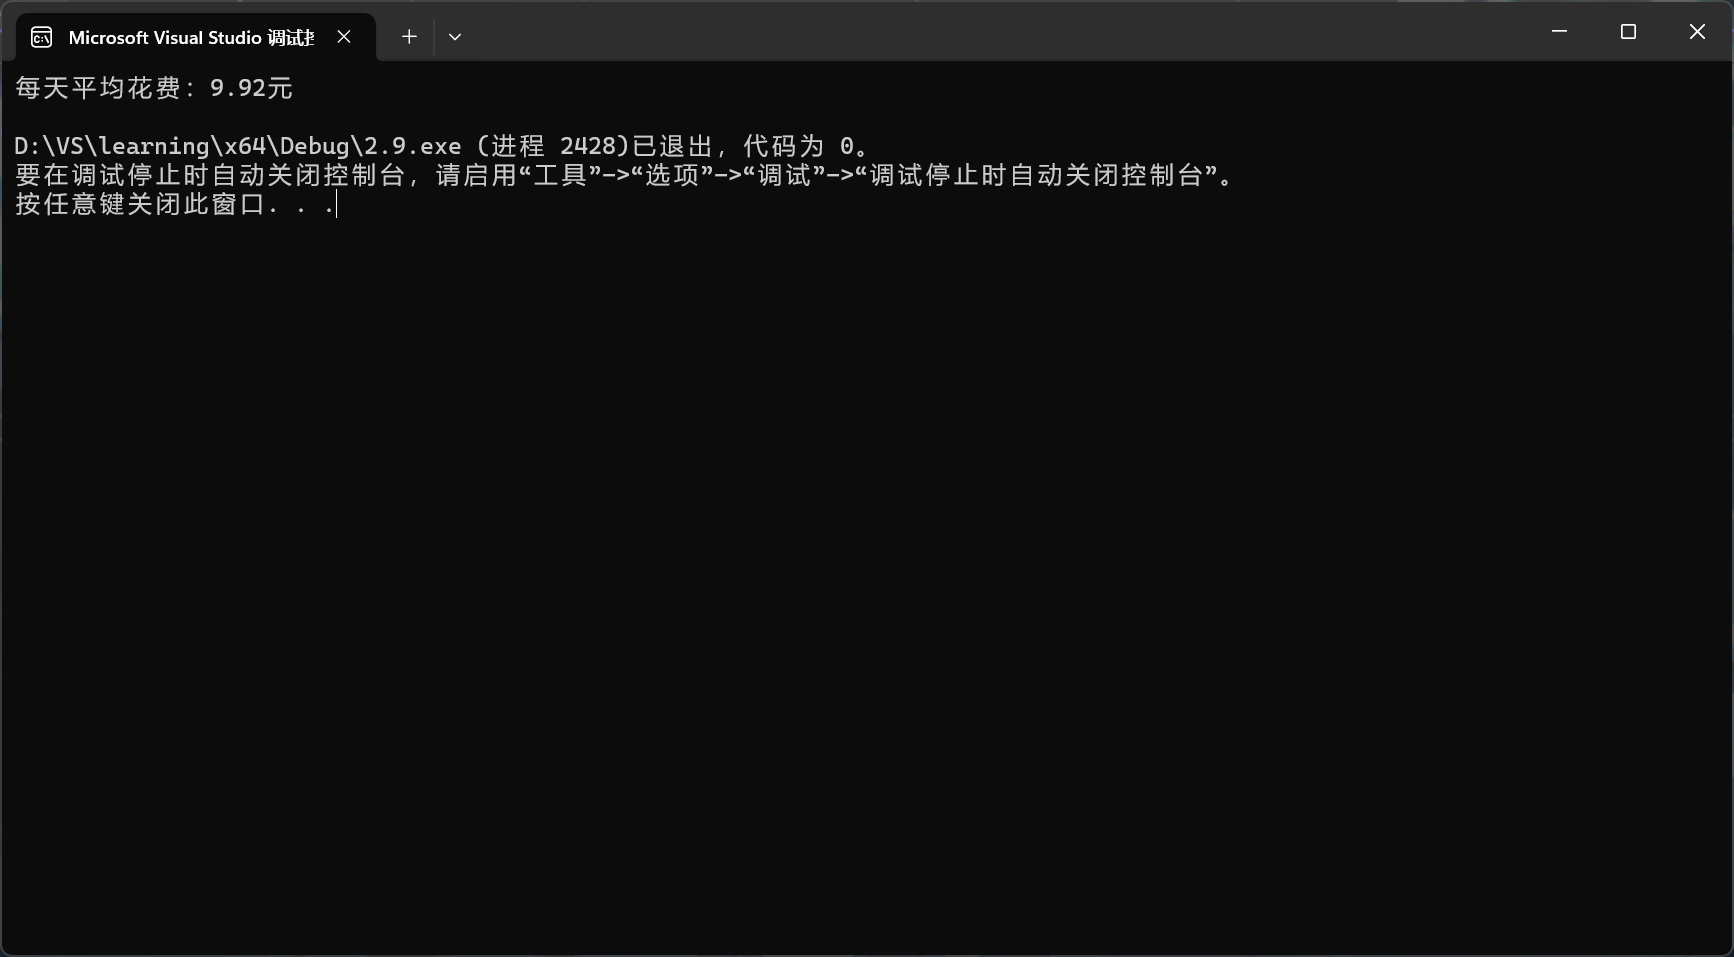 Microsoft Visual Studio 调试
每天平均花费：9.92元
D:\VS\learning\x64\Debug\2.9.exe (进程 2428)已退出，代码为 0。
要在调试停止时自动关闭控制台，请启用“工具”->“选项”->“调试”->“调试停止时自动关闭控制台”。
按任意键关闭此窗口. . .